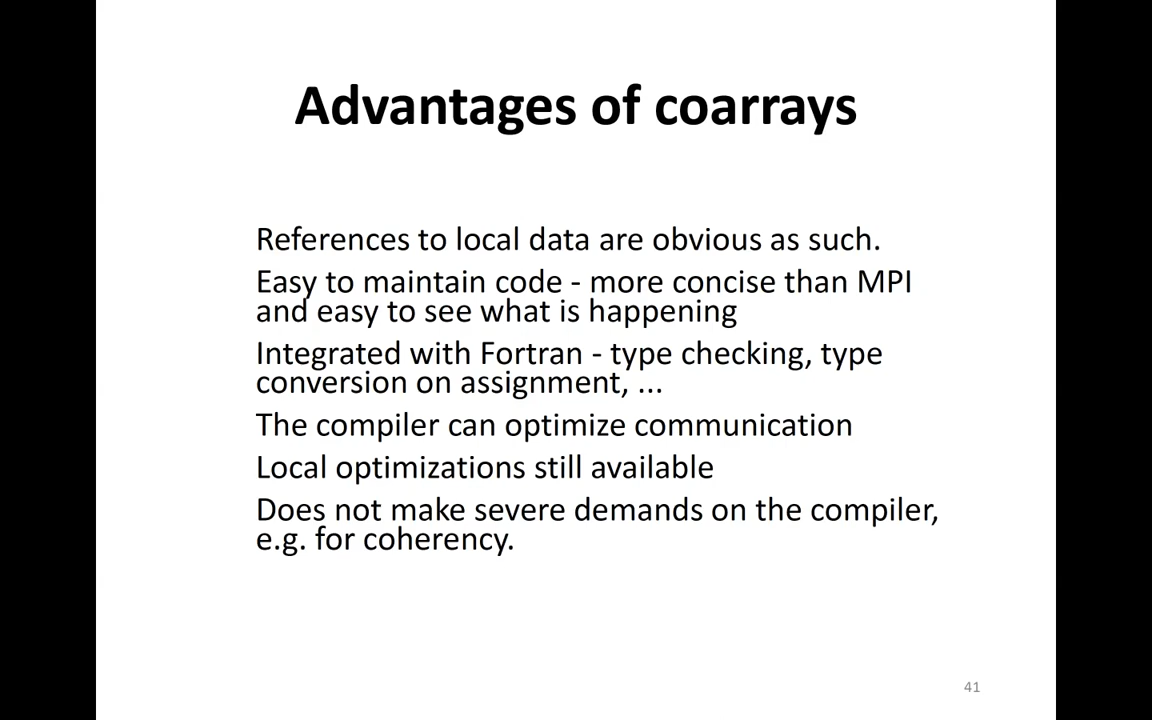 Advantages of coarrays
References to local data are obvious as such.
Easy to maintain code - more concise than MPI
and easy to see what is happening
Integrated with Fortran - type checking, type
conversion on assignment, ...
The compiler can optimize communication
Local optimizations still available
Does not make severe demands on the compiler,
e.g. for coherency.
41